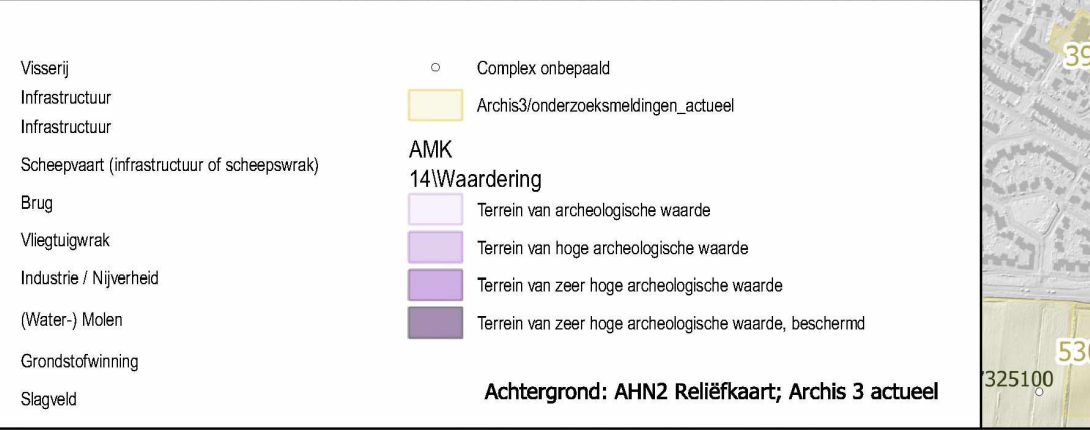 Visserij
Infrastructuur
Infrastructuur
Scheepvaart (infrastructuur of scheepswrak)
Brug
Vliegtuigwrak
Industrie / Nijverheid
(Water-) Molen
Grondstofwinning
Slagveld
Complex onbepaald
Archis3/onderzoeksmeldingen_actueel
AMK
14\Waardering
Terrein van archeologische waarde
Terrein van hoge archeologische waarde
Terrein van zeer hoge archeologische waarde
Terrein van zeer hoge archeologische waarde, beschermd
Achtergrond: AHN2 Reliëfkaart; Archis 3 actueel
39
53
325100